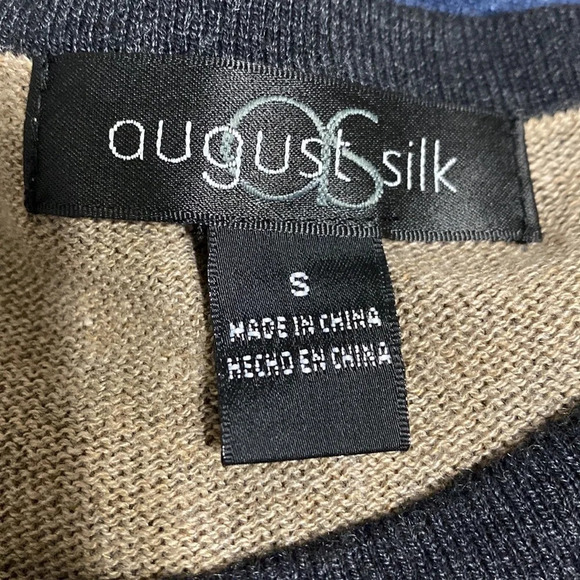 august silk
S
MADE IN CHINA
HECHO EN CHINA